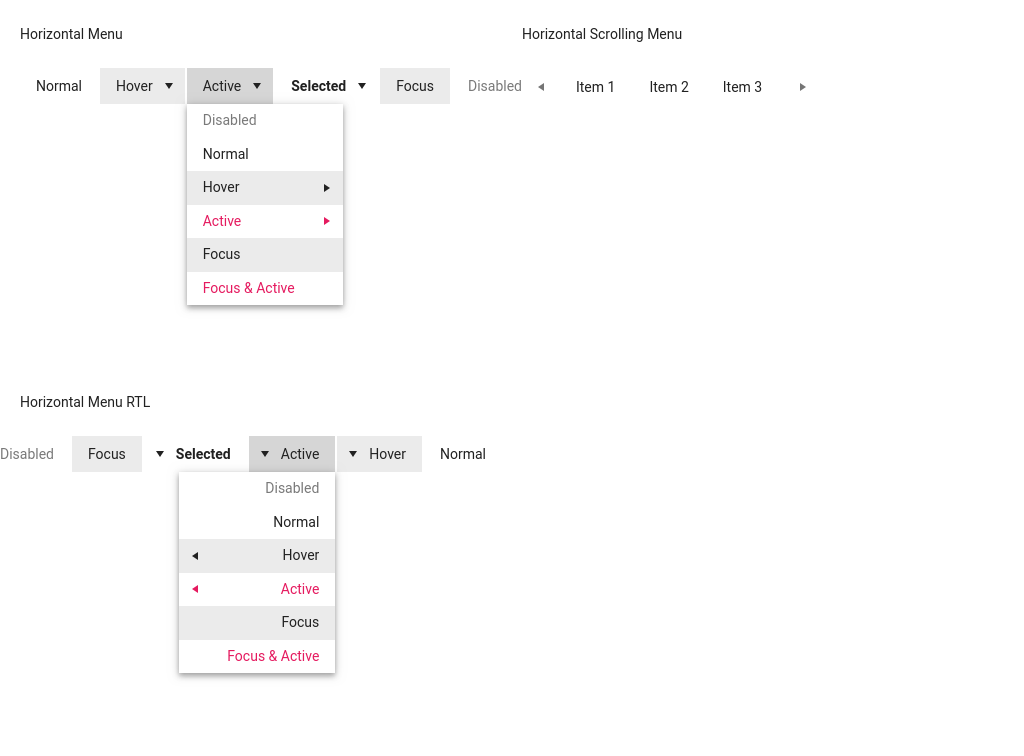 Horizontal Menu
Normal Hover Active Selected Focus Disabled
Disabled
Normal
Hover
Active
Focus
Focus & Active
Horizontal Scrolling Menu
Item 1 Item 2 Item 3
Horizontal Menu RTL
Disabled Focus Selected Active Hover Normal
Disabled
Normal
Hover
Active
Focus
Focus & Active